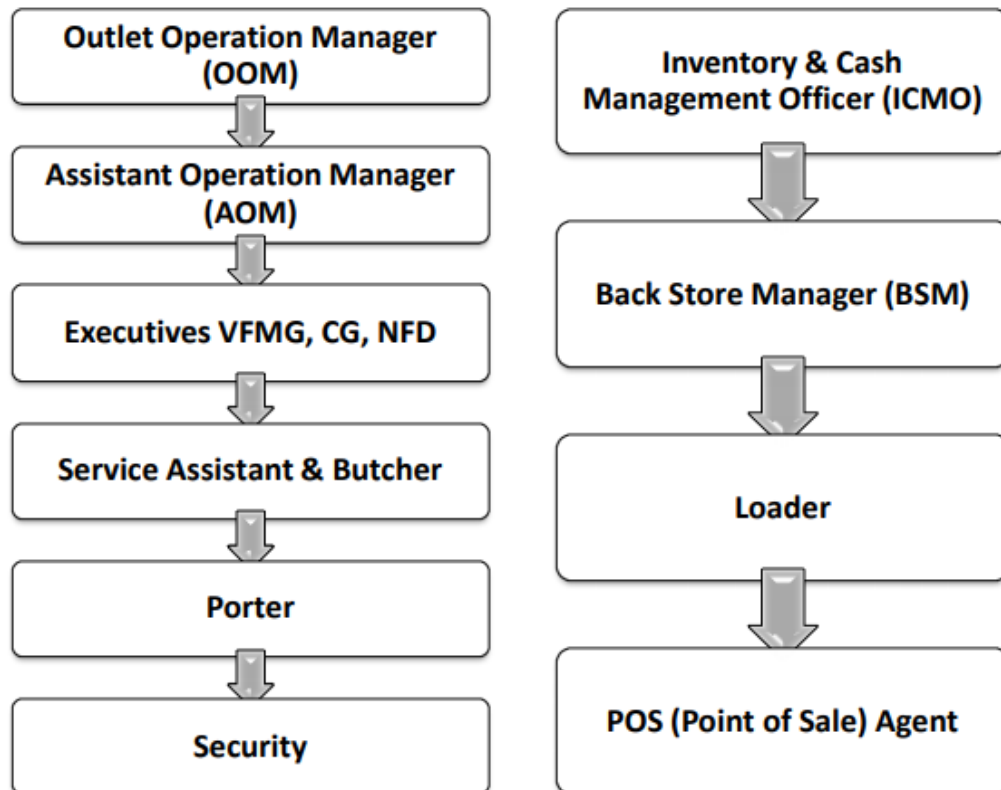 Outlet Operation Manager
(OOM)
Assistant Operation Manager
(AOM)
Executives VFMG, CG, NFD
Service Assistant & Butcher
Porter
Security
Inventory & Cash
Management Officer (ICMO)
Back Store Manager (BSM)
Loader
POS (Point of Sale) Agent